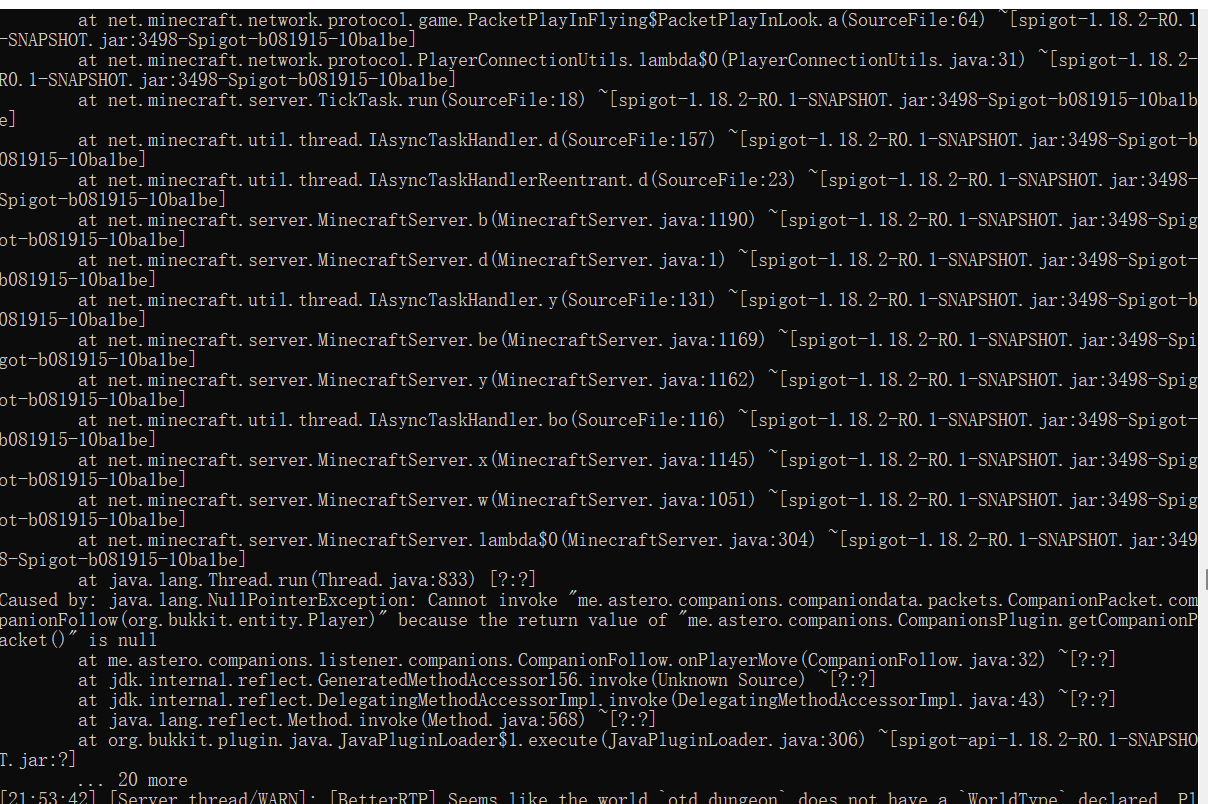 at net.minecraft.network.protocol.game.PacketPlayInFlying$PacketPlayInLook.a(SourceFile:64) ~[spigot-1.18.2-R0.1
-SNAPSHOT.jar:3498-Spigot-b081915-10ba1be]
at net.minecraft.network.protocol.PlayerConnectionUtils.lambda$0(PlayerConnectionUtils.java:31) ~[spigot-1.18.2-
R0.1-SNAPSHOT.jar:3498-Spigot-b081915-10ba1be]
at net.minecraft.server.TickTask.run(SourceFile:18) ~[spigot-1.18.2-R0.1-SNAPSHOT.jar:3498-Spigot-b081915-10ba1b
e]
at net.minecraft.util.thread.IAsyncTaskHandler.d(SourceFile:157) ~[spigot-1.18.2-R0.1-SNAPSHOT.jar:3498-Spigot-b
081915-10ba1be]
at net.minecraft.util.thread.IAsyncTaskHandlerReentrant.d(SourceFile:23) ~[spigot-1.18.2-R0.1-SNAPSHOT.jar:3498-
Spigot-b081915-10ba1be]
at net.minecraft.server.MinecraftServer.b(MinecraftServer.java:1190) ~[spigot-1.18.2-R0.1-SNAPSHOT.jar:3498-Spig
ot-b081915-10ba1be]
at net.minecraft.server.MinecraftServer.d(MinecraftServer.java:1) ~[spigot-1.18.2-R0.1-SNAPSHOT.jar:3498-Spigot-
b081915-10ba1be]
at net.minecraft.util.thread.IAsyncTaskHandler.y(SourceFile:131) ~[spigot-1.18.2-R0.1-SNAPSHOT.jar:3498-Spigot-b
081915-10ba1be]
at net.minecraft.server.MinecraftServer.be(MinecraftServer.java:1169) ~[spigot-1.18.2-R0.1-SNAPSHOT.jar:3498-Spi
got-b081915-10ba1be]
at net.minecraft.server.MinecraftServer.y(MinecraftServer.java:1162) ~[spigot-1.18.2-R0.1-SNAPSHOT.jar:3498-Spig
ot-b081915-10ba1be]
at net.minecraft.util.thread.IAsyncTaskHandler.bo(SourceFile:116) ~[spigot-1.18.2-R0.1-SNAPSHOT.jar:3498-Spigot-
b081915-10ba1be]
at net.minecraft.server.MinecraftServer.x(MinecraftServer.java:1145) ~[spigot-1.18.2-R0.1-SNAPSHOT.jar:3498-Spig
ot-b081915-10ba1be]
at net.minecraft.server.MinecraftServer.w(MinecraftServer.java:1051) ~[spigot-1.18.2-R0.1-SNAPSHOT.jar:3498-Spig
ot-b081915-10ba1be]
at net.minecraft.server.MinecraftServer.lambda$0(MinecraftServer.java:304) ~[spigot-1.18.2-R0.1-SNAPSHOT.jar:349
8-Spigot-b081915-10ba1be]
at java.lang.Thread.run(Thread.java:833) [?:?]
Caused by: java.lang.NullPointerException: Cannot invoke "me.astero.companions.companiondata.packets.CompanionPacket.com
panionFollow(org.bukkit.entity.Player)" because the return value of "me.astero.companions.CompanionsPlugin.getCompanionP
acket()" is null
at me.astero.companions.listener.companions.CompanionFollow.onPlayerMove(CompanionFollow.java:32) ~[?:?]
at jdk.internal.reflect.GeneratedMethodAccessor156.invoke(Unknown Source) ~[?:?]
at jdk.internal.reflect.DelegatingMethodAccessorImpl.invoke(DelegatingMethodAccessorImpl.java:43) ~[?:?]
at java.lang.reflect.Method.invoke(Method.java:568) ~[?:?]
at org.bukkit.plugin.java.JavaPluginLoader$1.execute(JavaPluginLoader.java:306) ~[spigot-api-1.18.2-R0.1-SNAPSHO
T.jar:?]
... 20 more
[21:53:42] [Server thread/WARN]: [BetterRTP] Seems like the world `otd_dungeon` does not have a `WorldType` declared. Pl